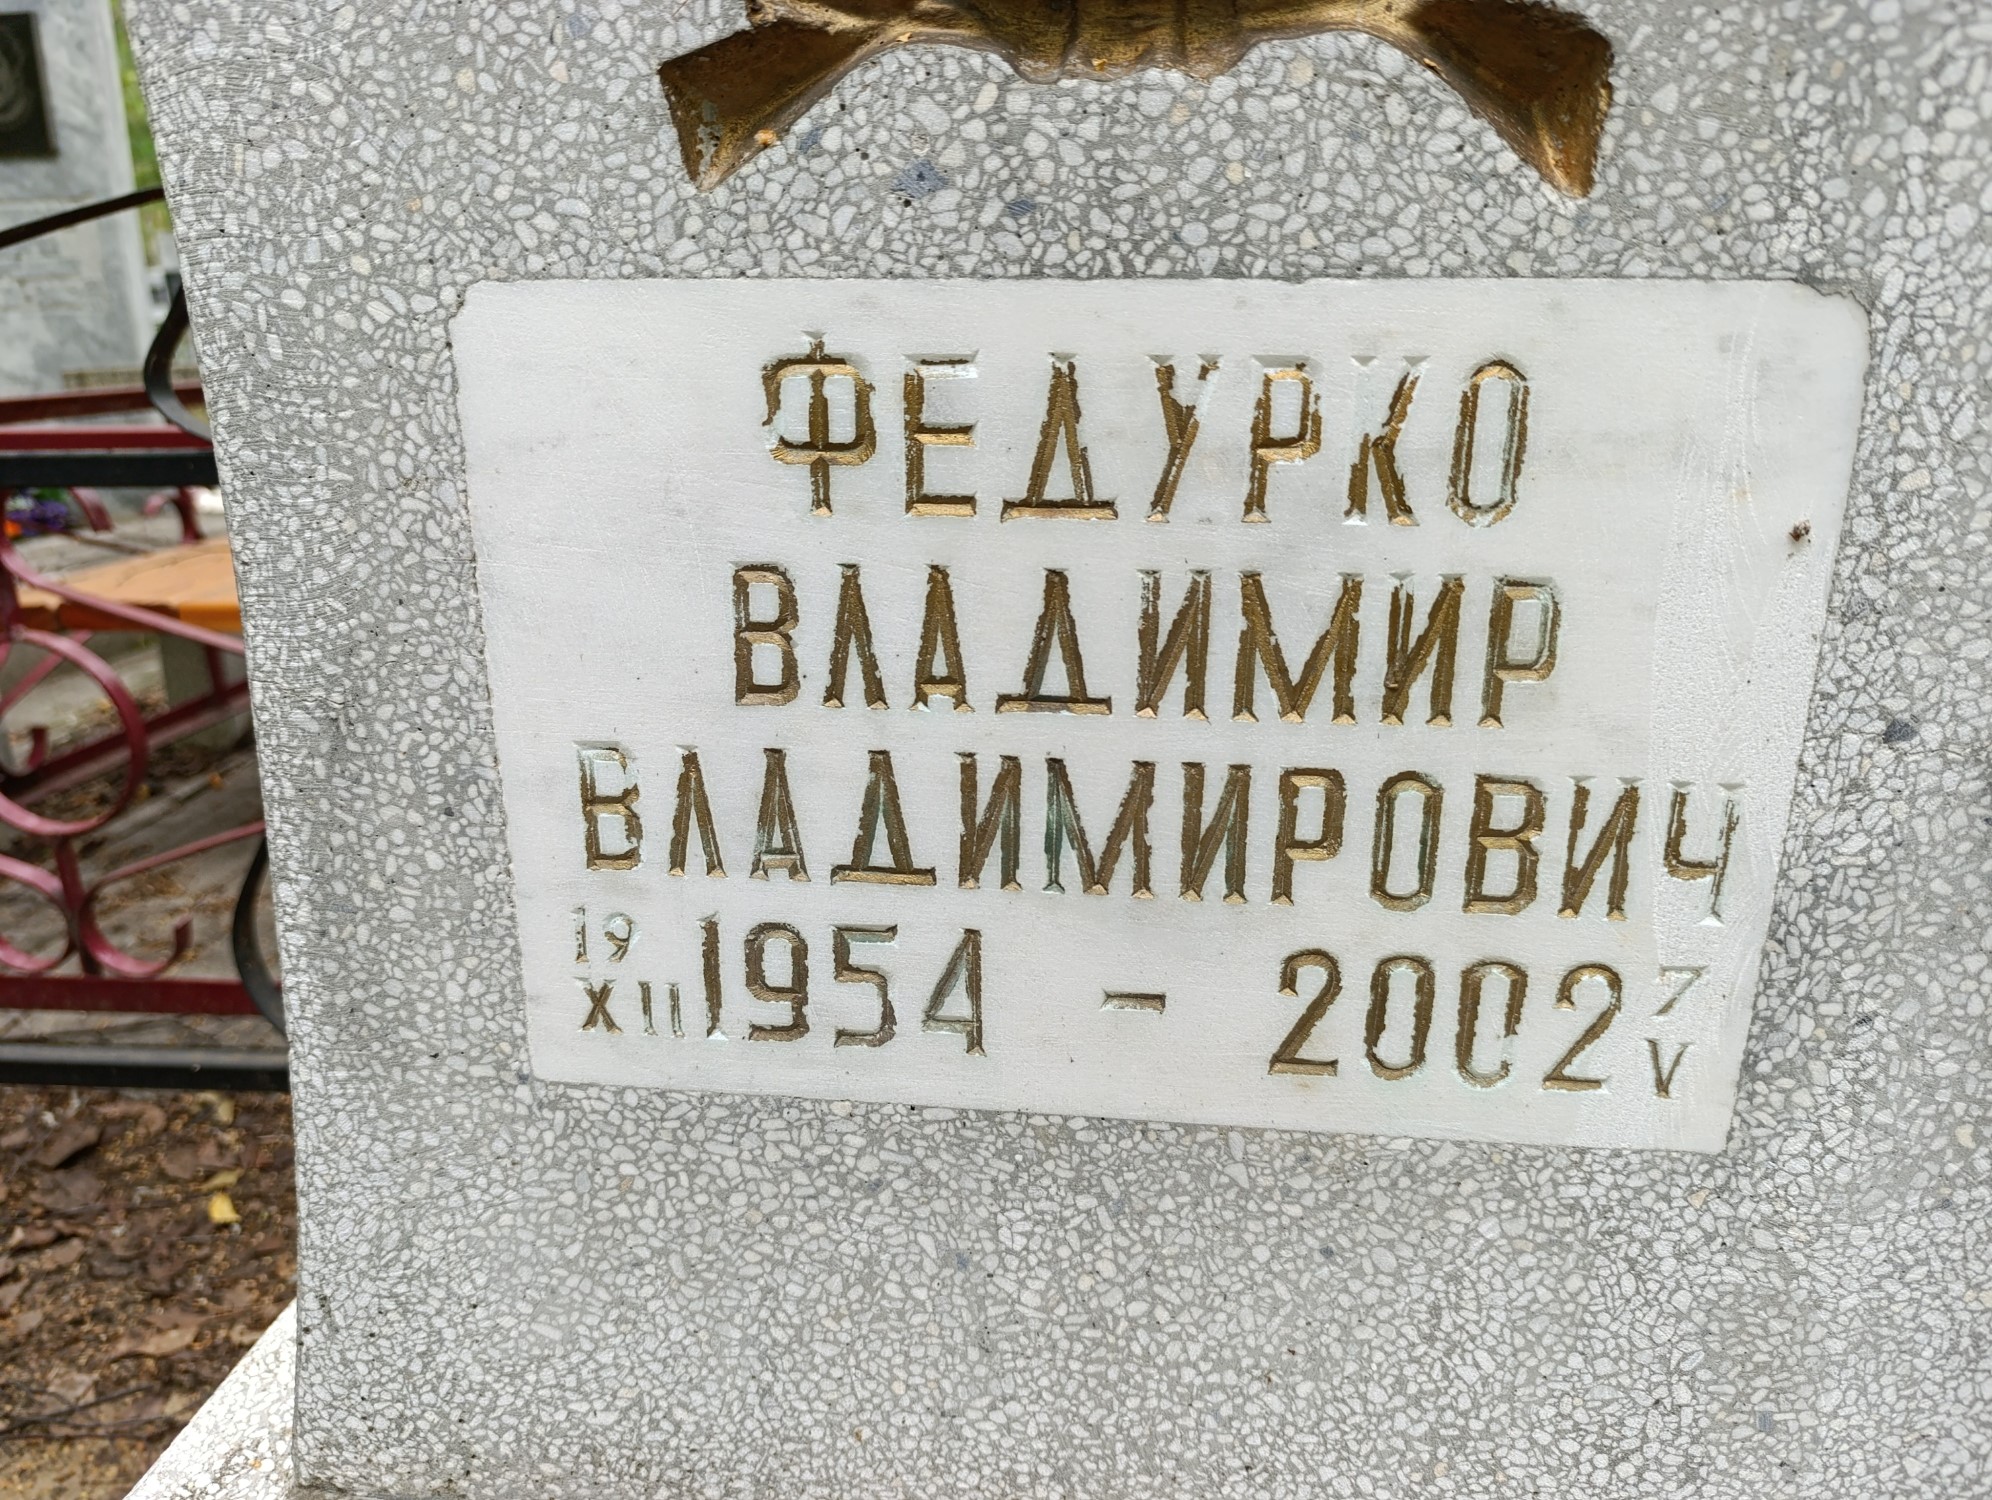 ФЕДУРКО
ВЛАДИМИР
ВЛАДИМИРОВИЧ
19 XII 1954 - 2002 7 V